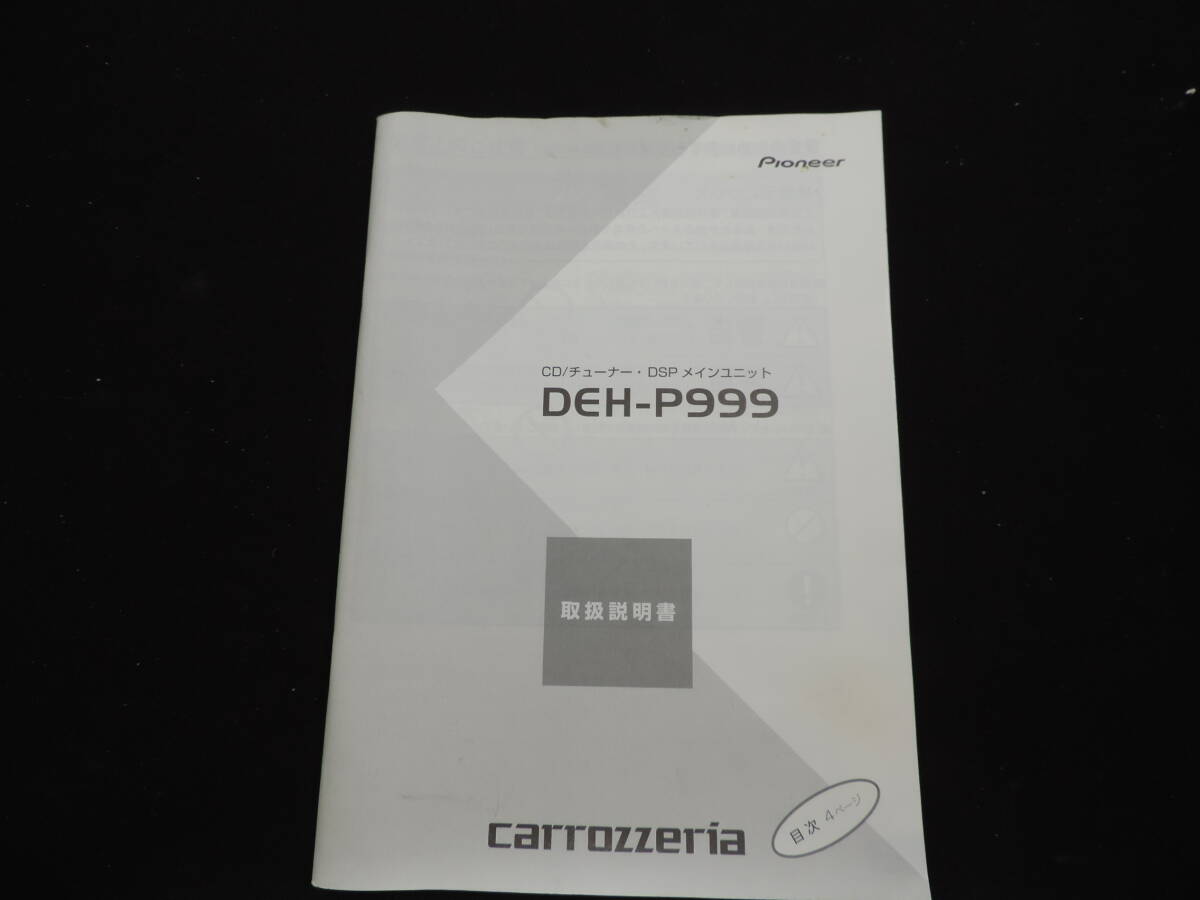 Pioneer
CD/チューナー・DSP メインユニット
DEH-P999
取扱説明書
carrozzeria
目次 4ページ